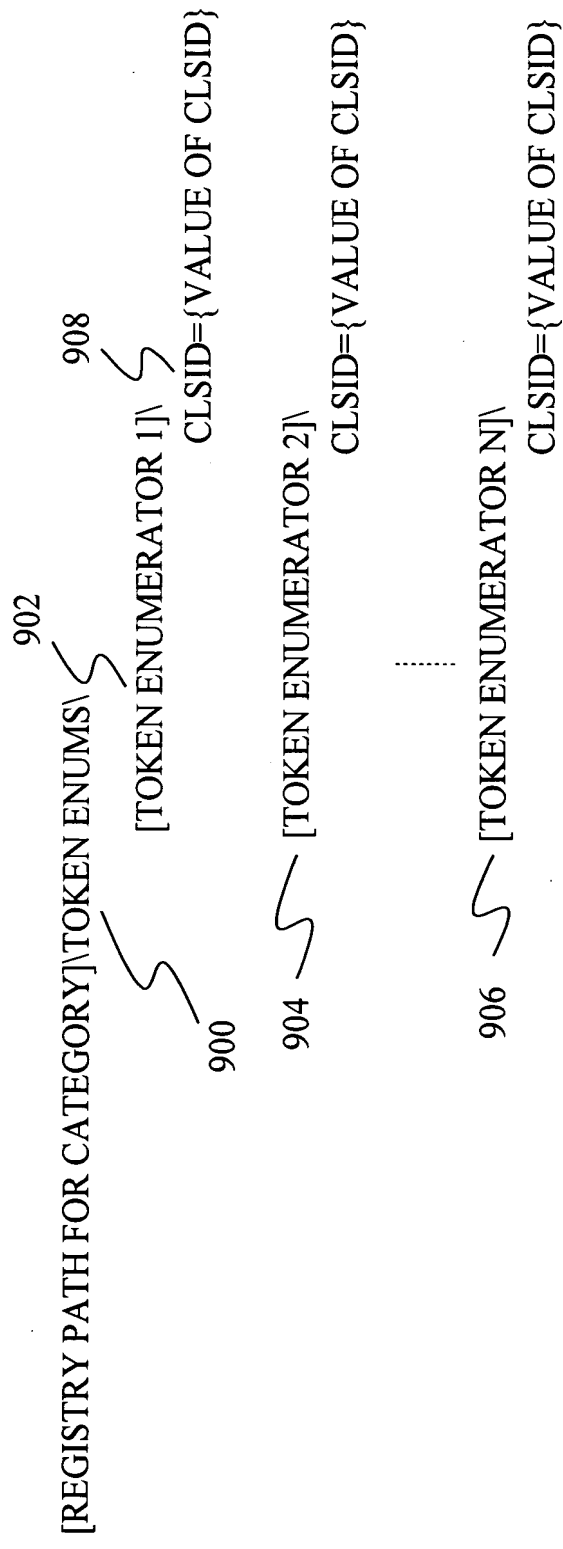 [REGISTRY PATH FOR CATEGORY]\TOKEN ENUMS\
900
902
[TOKEN ENUMERATOR 1]\
908
CLSID={VALUE OF CLSID}
904
[TOKEN ENUMERATOR 2]\
CLSID={VALUE OF CLSID}
906
[TOKEN ENUMERATOR N]\
CLSID={VALUE OF CLSID}